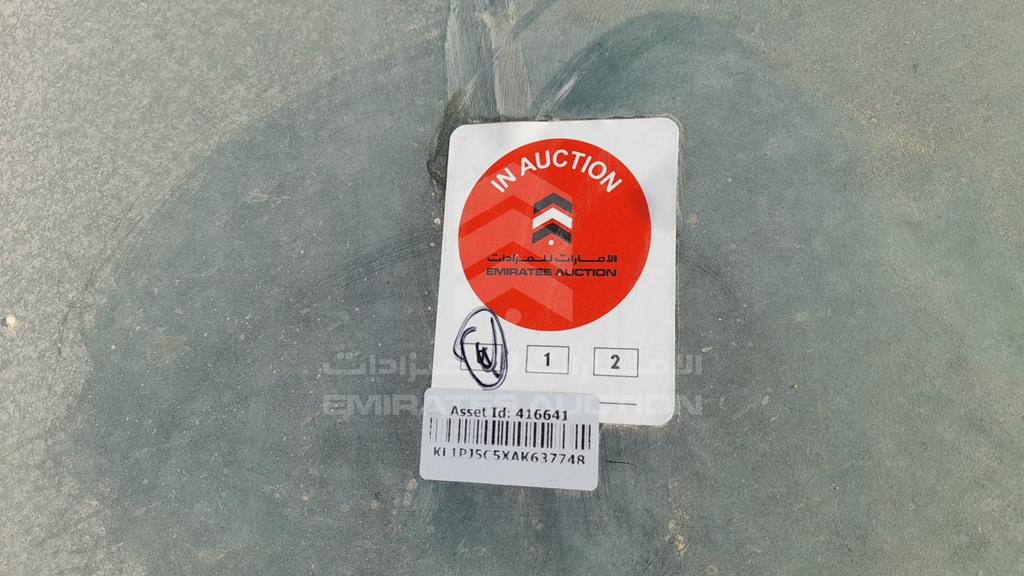 IN AUCTION
الامارات للمزادات
EMIRATES AUCTION
1 2
الامارات للمزادات
EMIRATES AUCTION
Asset Id: 416641
KL1PJ5C5XAK637748